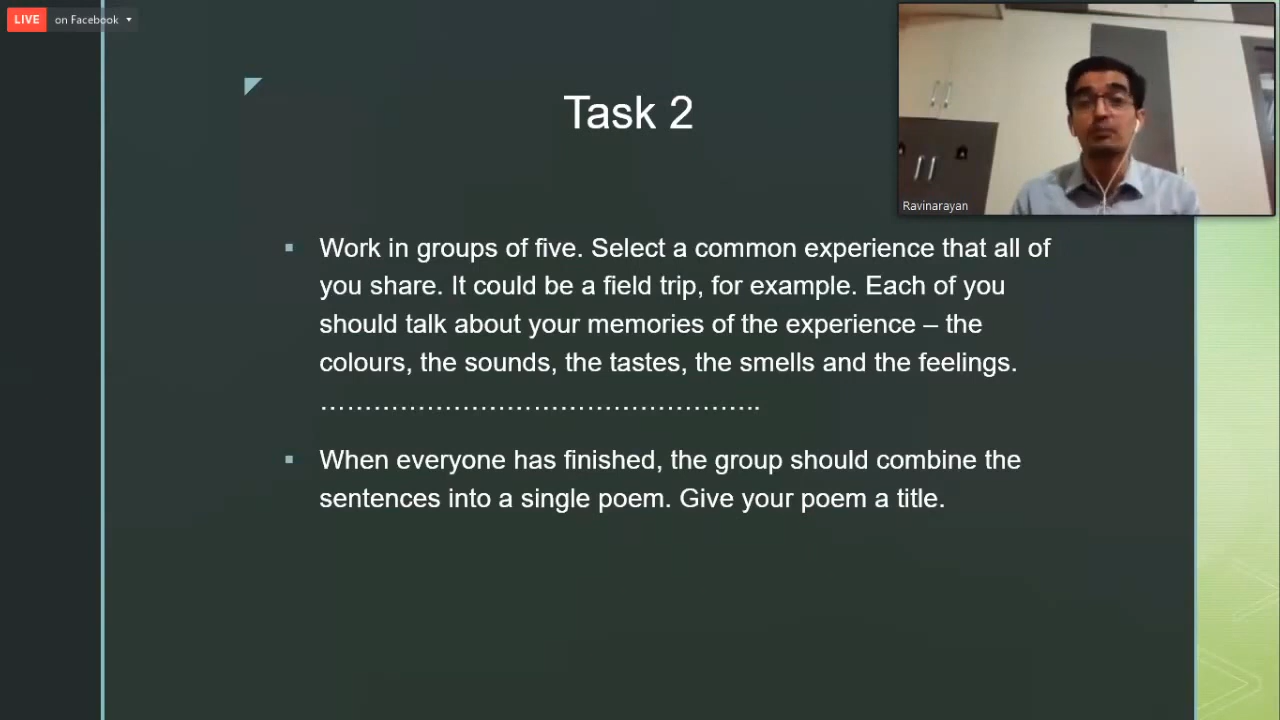 LIVE on Facebook
Task 2
Ravinarayan
▪ Work in groups of five. Select a common experience that all of
you share. It could be a field trip, for example. Each of you
should talk about your memories of the experience – the
colours, the sounds, the tastes, the smells and the feelings.
…………………………………………..
▪ When everyone has finished, the group should combine the
sentences into a single poem. Give your poem a title.